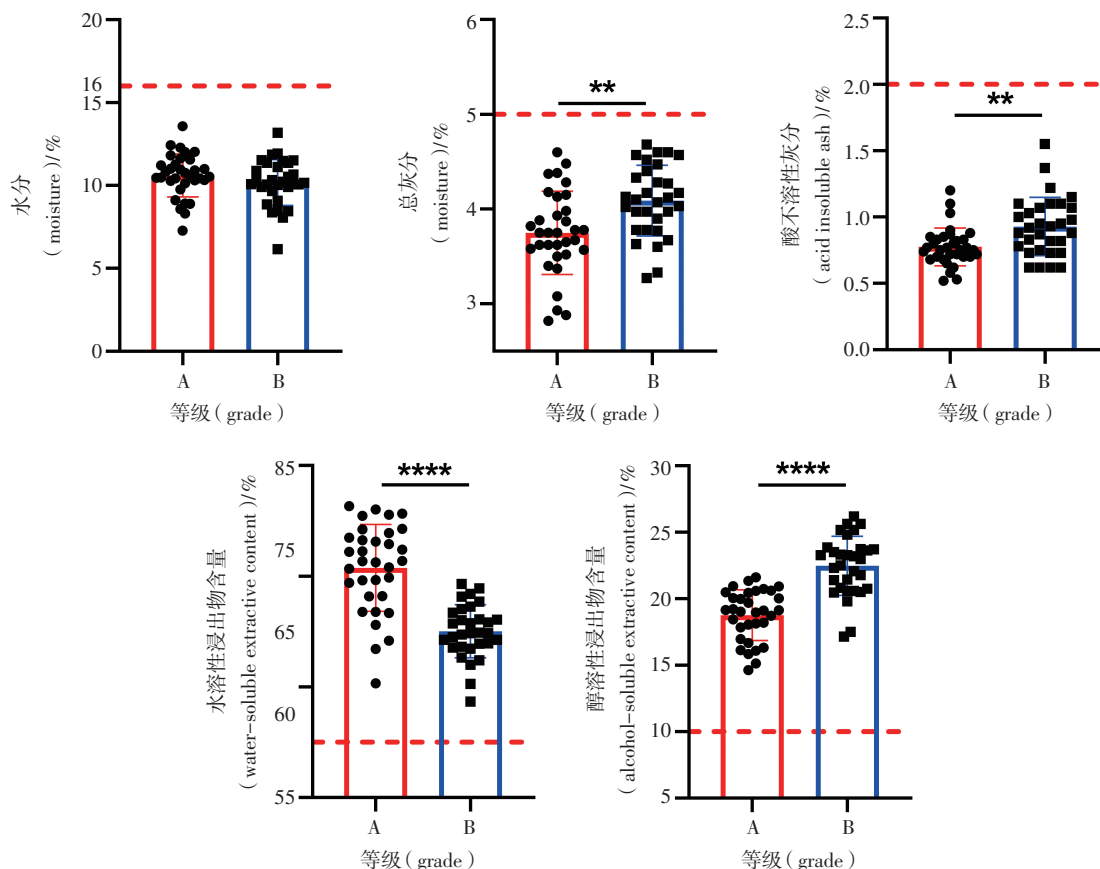 水分
( moisture )/%
20
16
15
10
5
0
A
B
等级 ( grade )
总灰分
( moisture )/%
6
5
4
3
**
A
B
等级 ( grade )
酸不溶性灰分
( acid insoluble ash )/%
2.5
2.0
1.5
1.0
0.5
0.0
**
A
B
等级 ( grade )
水溶性浸出物含量
( water-soluble extractive content )/%
85
75
65
60
55
****
A
B
等级 ( grade )
醇溶性浸出物含量
( alcohol-soluble extractive content )/%
30
25
20
15
10
5
****
A
B
等级 ( grade )